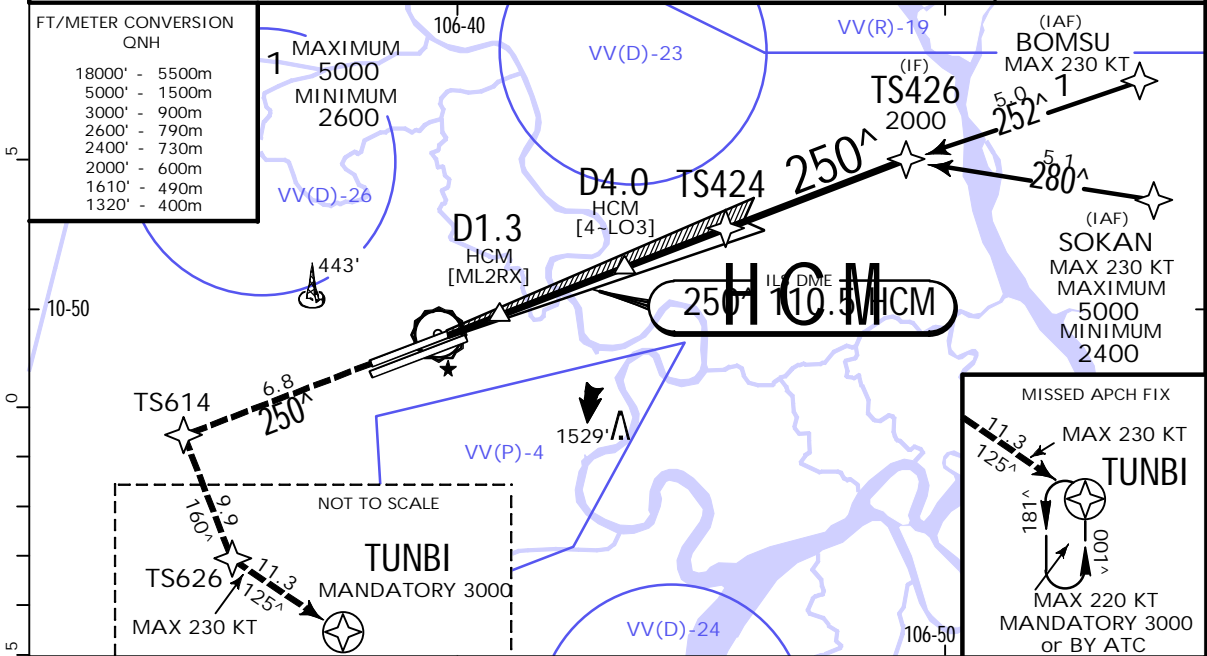 FT/METER CONVERSION
QNH
18000' - 5500m
5000' - 1500m
3000' - 900m
2600' - 790m
2400' - 730m
2000' - 600m
1610' - 490m
1320' - 400m
106-40
1
MAXIMUM
5000
MINIMUM
2600
VV(D)-23
VV(R)-19
(IAF)
BOMSU
MAX 230 KT
1
(IF)
TS426
2000
5.0
252^
5.1
280^
250^
VV(D)-26
D4.0
HCM
[4~LO3]
TS424
D1.3
HCM
[ML2RX]
(IAF)
SOKAN
MAX 230 KT
MAXIMUM
5000
MINIMUM
2400
443'
5
10-50
ILS DME
250^ 110.5 HCM
HCM
0
TS614
6.8
250^
1529'
VV(P)-4
9.9
160^
NOT TO SCALE
TUNBI
MANDATORY 3000
TS626
11.3
125^
MAX 230 KT
VV(D)-24
106-50
5
MISSED APCH FIX
11.3
125^
MAX 230 KT
TUNBI
181^
001^
MAX 220 KT
MANDATORY 3000
or BY ATC